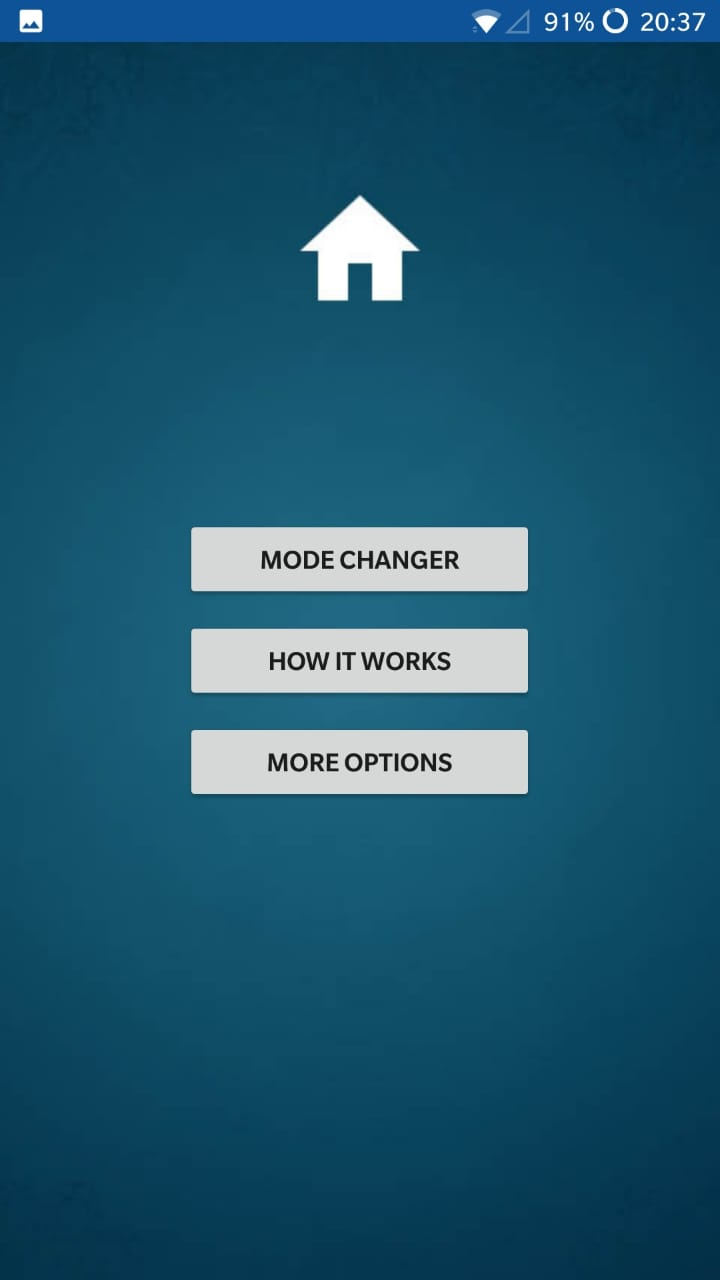 91% 20:37
MODE CHANGER
HOW IT WORKS
MORE OPTIONS